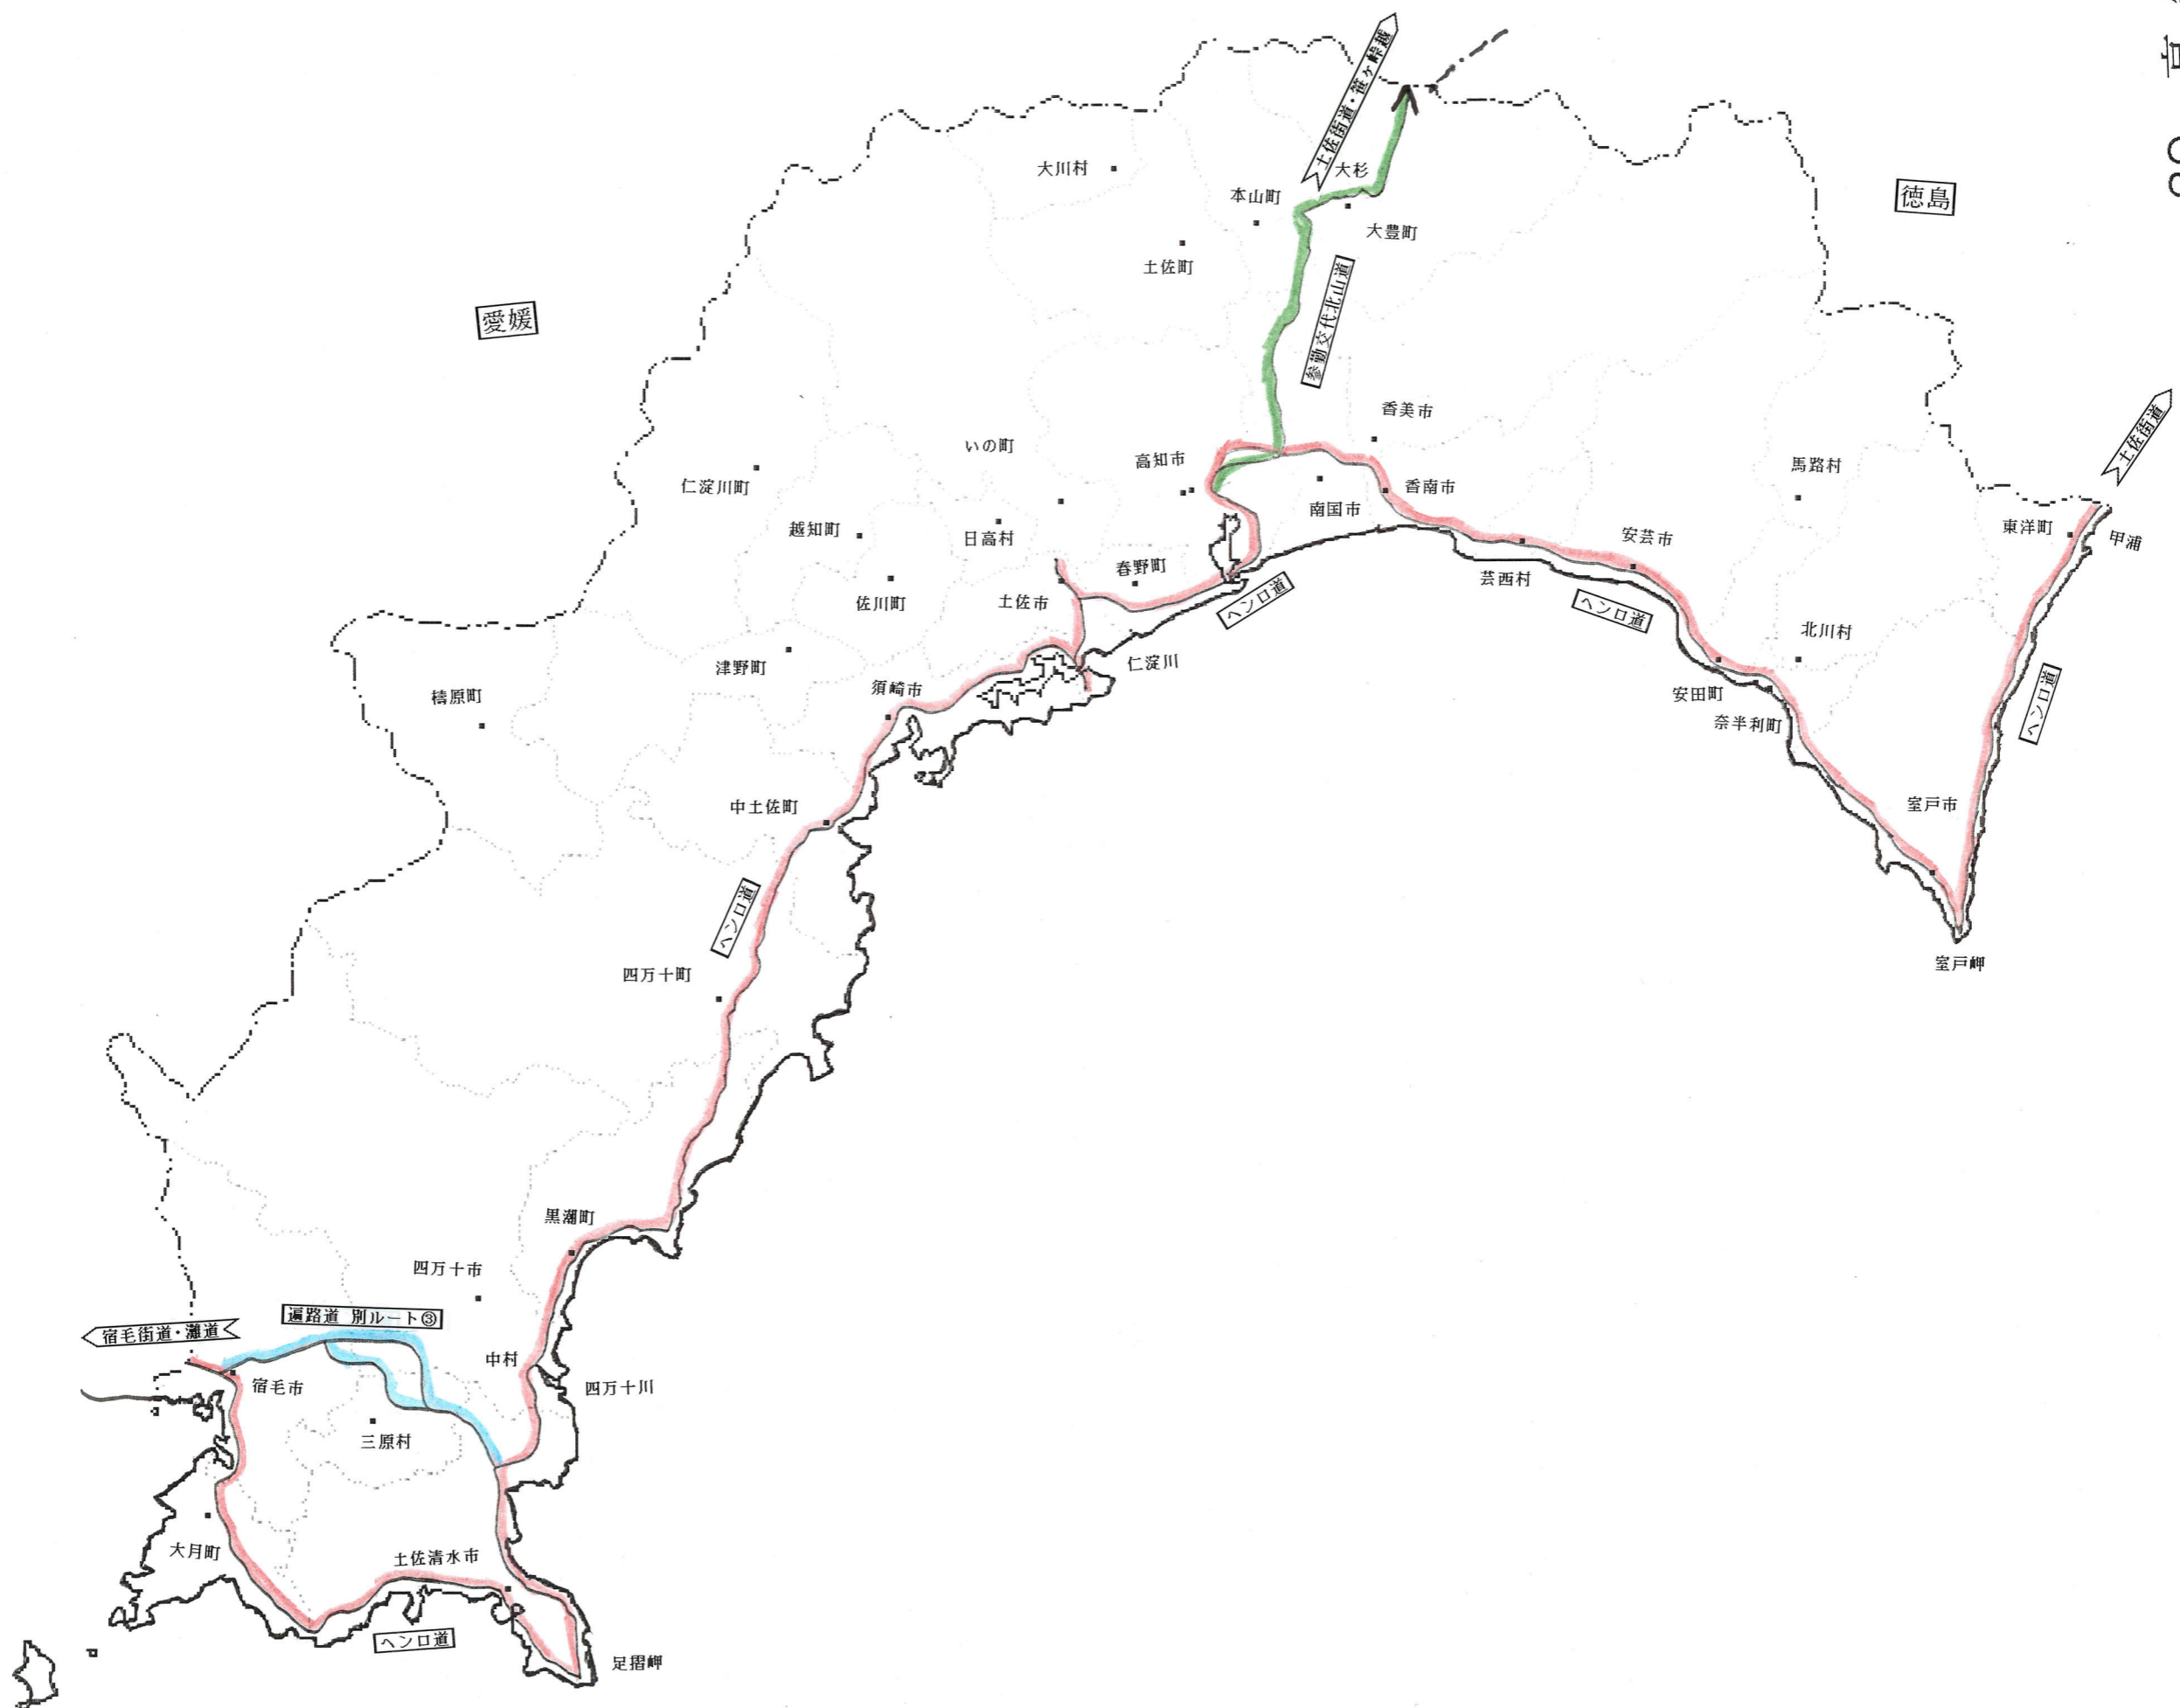 土佐街道・笹ヶ峠越
大川村
大杉
本山町
徳島
大豊町
土佐町
愛媛
参勤交代北山道
香美市
土佐街道
いの町
高知市
馬路村
仁淀川町
香南市
南国市
越知町
日高村
安芸市
東洋町
甲浦
春野町
芸西村
佐川町
土佐市
ヘンロ道
ヘンロ道
北川村
津野町
仁淀川
須崎市
安田町
檮原町
奈半利町
ヘンロ道
中土佐町
室戸市
ヘンロ道
四万十町
室戸岬
黒潮町
四万十市
遍路道 別ルート③
宿毛街道・灘道
中村
宿毛市
四万十川
三原村
大月町
土佐清水市
ヘンロ道
足摺岬